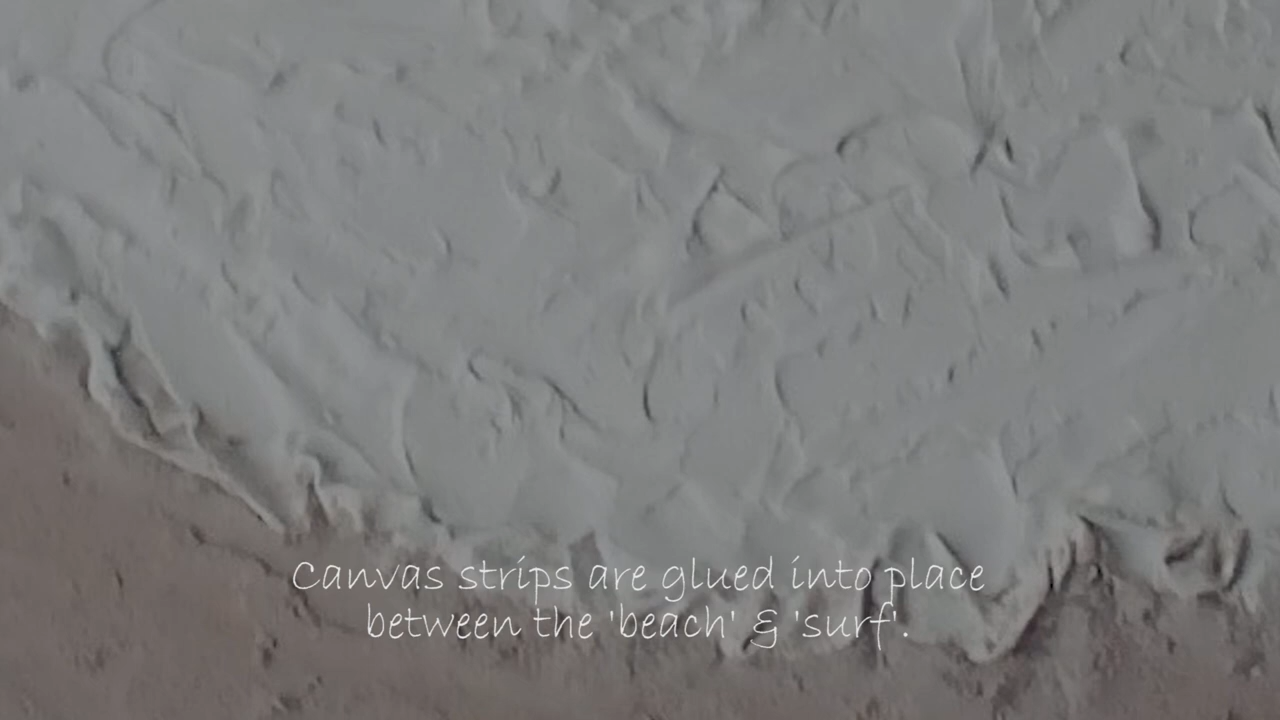 Canvas strips are glued into place
between the 'beach' & 'surf'.